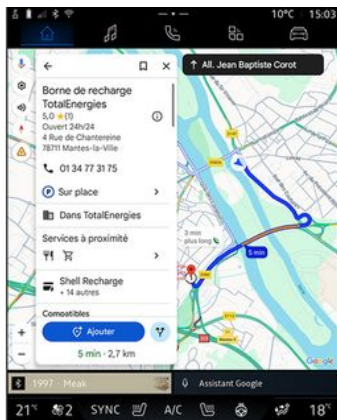 10°C 15:03
All. Jean Baptiste Corot
Borne de recharge
TotalEnergies
5,0 ★(1)
Ouvert 24h/24
4 Rue de Chantereine
78711 Mantes-la-Ville
01 34 77 31 75
Sur place
Dans TotalEnergies
Services à proximité
Shell Recharge
+ 14 autres
Compatibles
Ajouter
5 min · 2,7 km
3 min
plus long
5 min
Google
1997 - Meak
Assistant Google
21° 2 SYNC A/C 18°